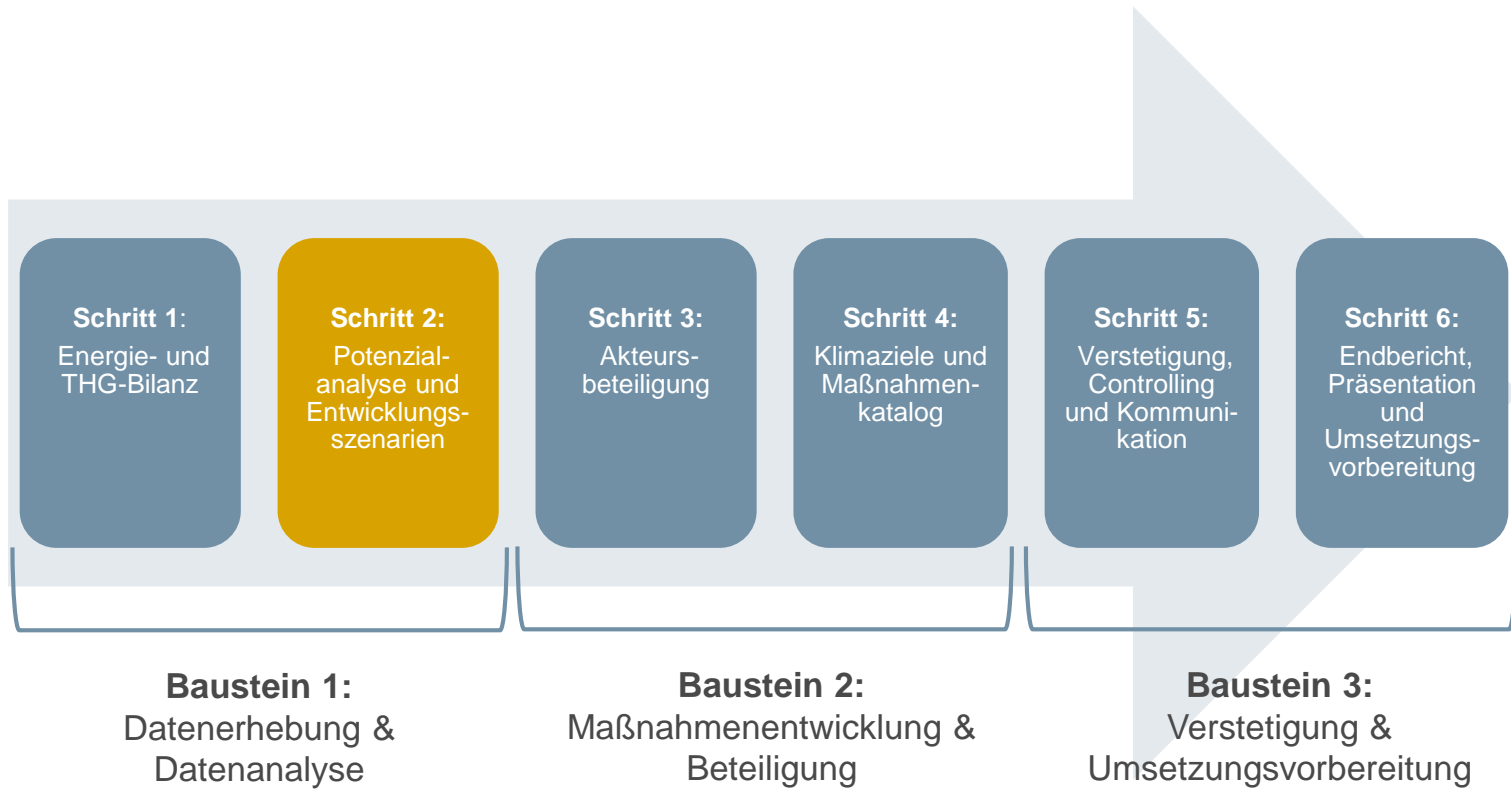 Schritt 1:
Energie- und
THG-Bilanz
Schritt 2:
Potenzial-
analyse und
Entwicklungs-
szenarien
Schritt 3:
Akteurs-
beteiligung
Schritt 4:
Klimaziele und
Maßnahmen-
katalog
Schritt 5:
Verstetigung,
Controlling
und Kommuni-
kation
Schritt 6:
Endbericht,
Präsentation
und
Umsetzungs-
vorbereitung
Baustein 1:
Datenerhebung &
Datenanalyse
Baustein 2:
Maßnahmenentwicklung &
Beteiligung
Baustein 3:
Verstetigung &
Umsetzungsvorbereitung